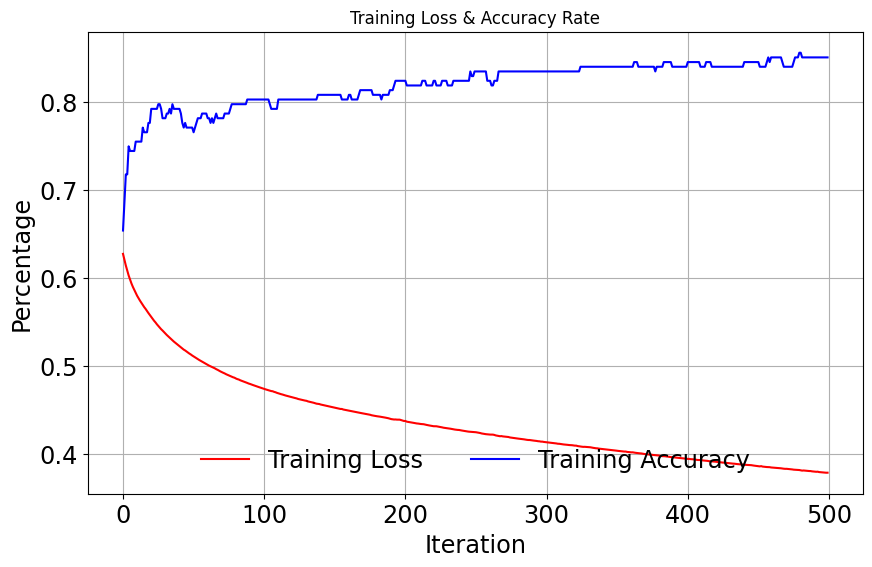 Training Loss & Accuracy Rate
0.8
0.7
0.6
0.5
0.4
Percentage
Training Loss
Training Accuracy
0 100 200 300 400 500
Iteration